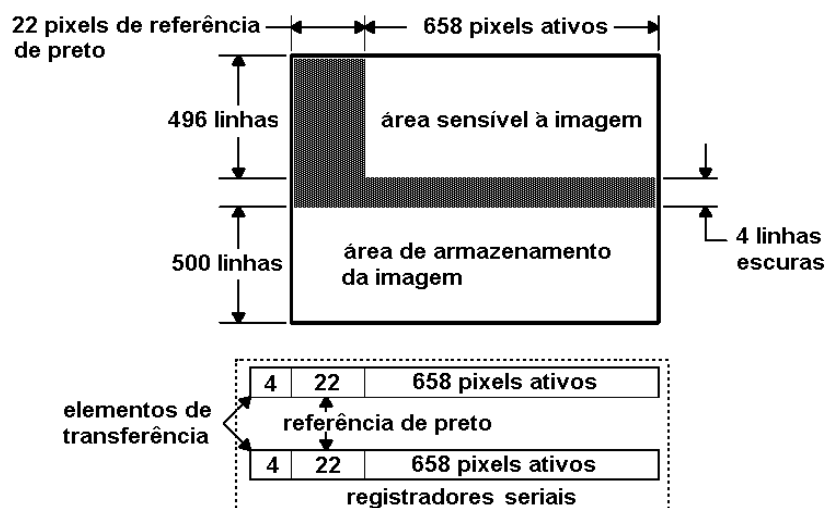 22 pixels de referência
de preto
658 pixels ativos
496 linhas
área sensível à imagem
500 linhas
área de armazenamento
da imagem
4 linhas
escuras
4 22 658 pixels ativos
elementos de
transferência
referência de preto
4 22 658 pixels ativos
registradores seriais